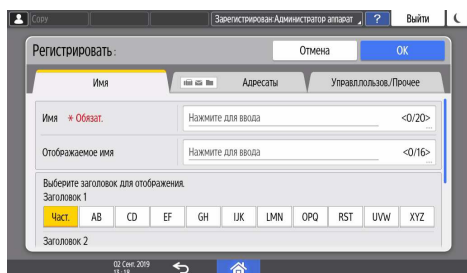 Copy
Зарегистрирован:Администратор аппарат
?
Выйти
Регистрировать:
Отмена
OK
Имя
Адресаты
Управл.пользов./Прочее
Имя * Обязат.
Нажмите для ввода
<0/20>
Отображаемое имя
Нажмите для ввода
<0/16>
Выберите заголовок для отображения.
Заголовок 1
Част. AB CD EF GH IJK LMN OPQ RST UVW XYZ
Заголовок 2
02 Сент. 2019